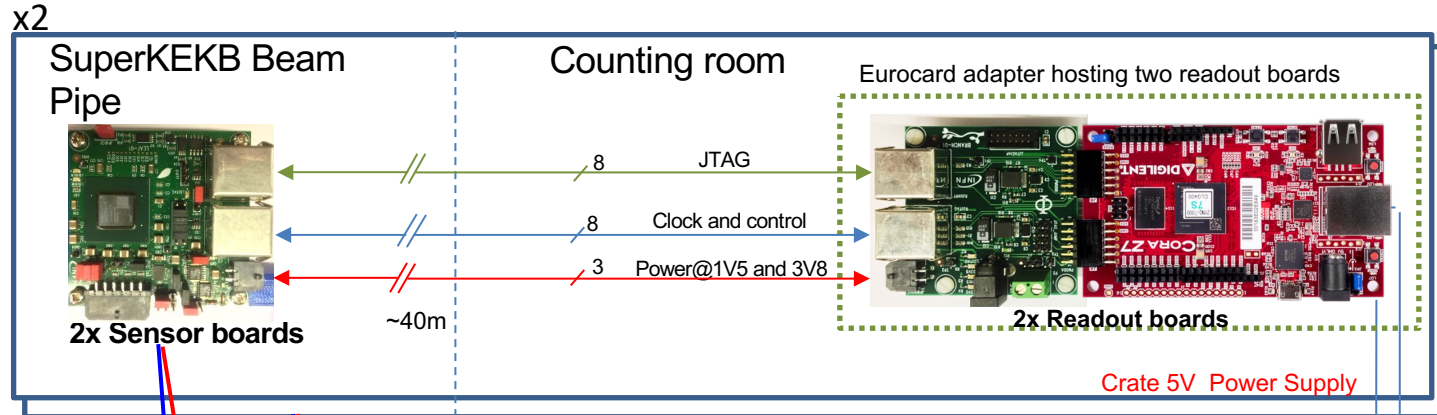 x2
SuperKEKB Beam
Pipe
Counting room
Eurocard adapter hosting two readout boards
8 JTAG
8 Clock and control
3 Power@1V5 and 3V8
~40m
BRANCH-01
INFN
DIGILENT
CORA Z7
2x Sensor boards
2x Readout boards
Crate 5V Power Supply